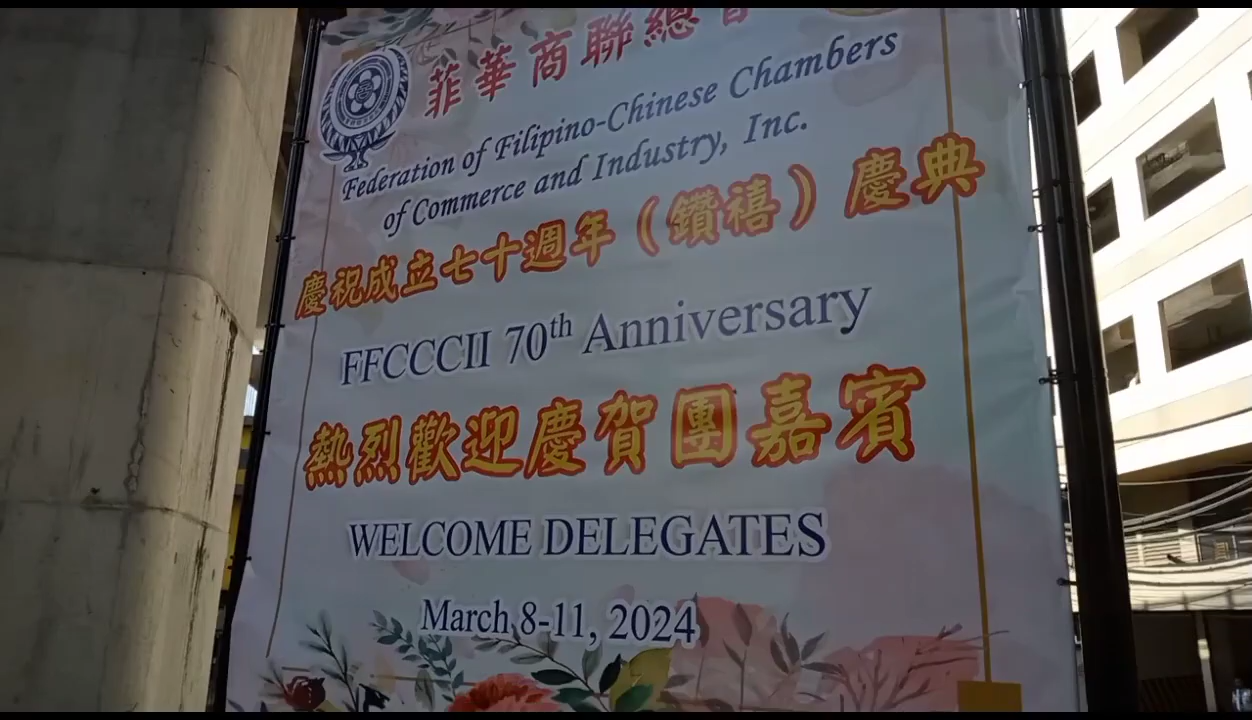 菲華商聯總會
Federation of Filipino-Chinese Chambers
of Commerce and Industry, Inc.
慶祝成立七十週年（鑽禧）慶典
FFCCCII 70th Anniversary
熱烈歡迎慶賀團嘉賓
WELCOME DELEGATES
March 8-11, 2024